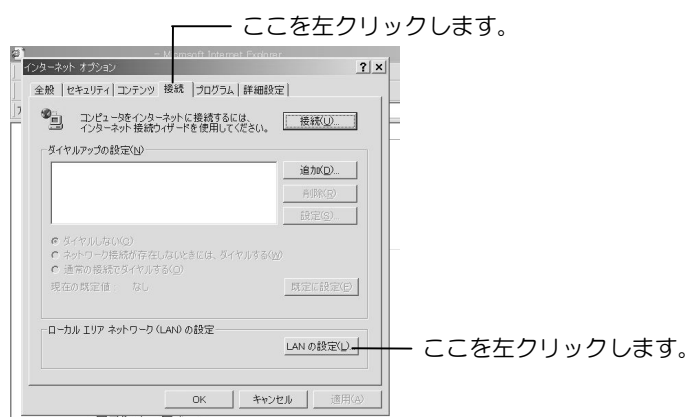 ここを左クリックします。
- Microsoft Internet Explorer
インターネット オプション
全般 セキュリティ コンテンツ 接続 プログラム 詳細設定
コンピュータをインターネットに接続するには、
インターネット接続ウィザードを使用してください。
接続(U)...
ダイヤルアップの設定(N)
追加(D)...
削除(R)
設定(S)...
ダイヤルしない(C)
ネットワーク接続が存在しないときには、ダイヤルする(W)
通常の接続でダイヤルする(O)
現在の既定値: なし
既定に設定(E)
ローカル エリア ネットワーク (LAN) の設定
LAN の設定(L)...
ここを左クリックします。
OK キャンセル 適用(A)